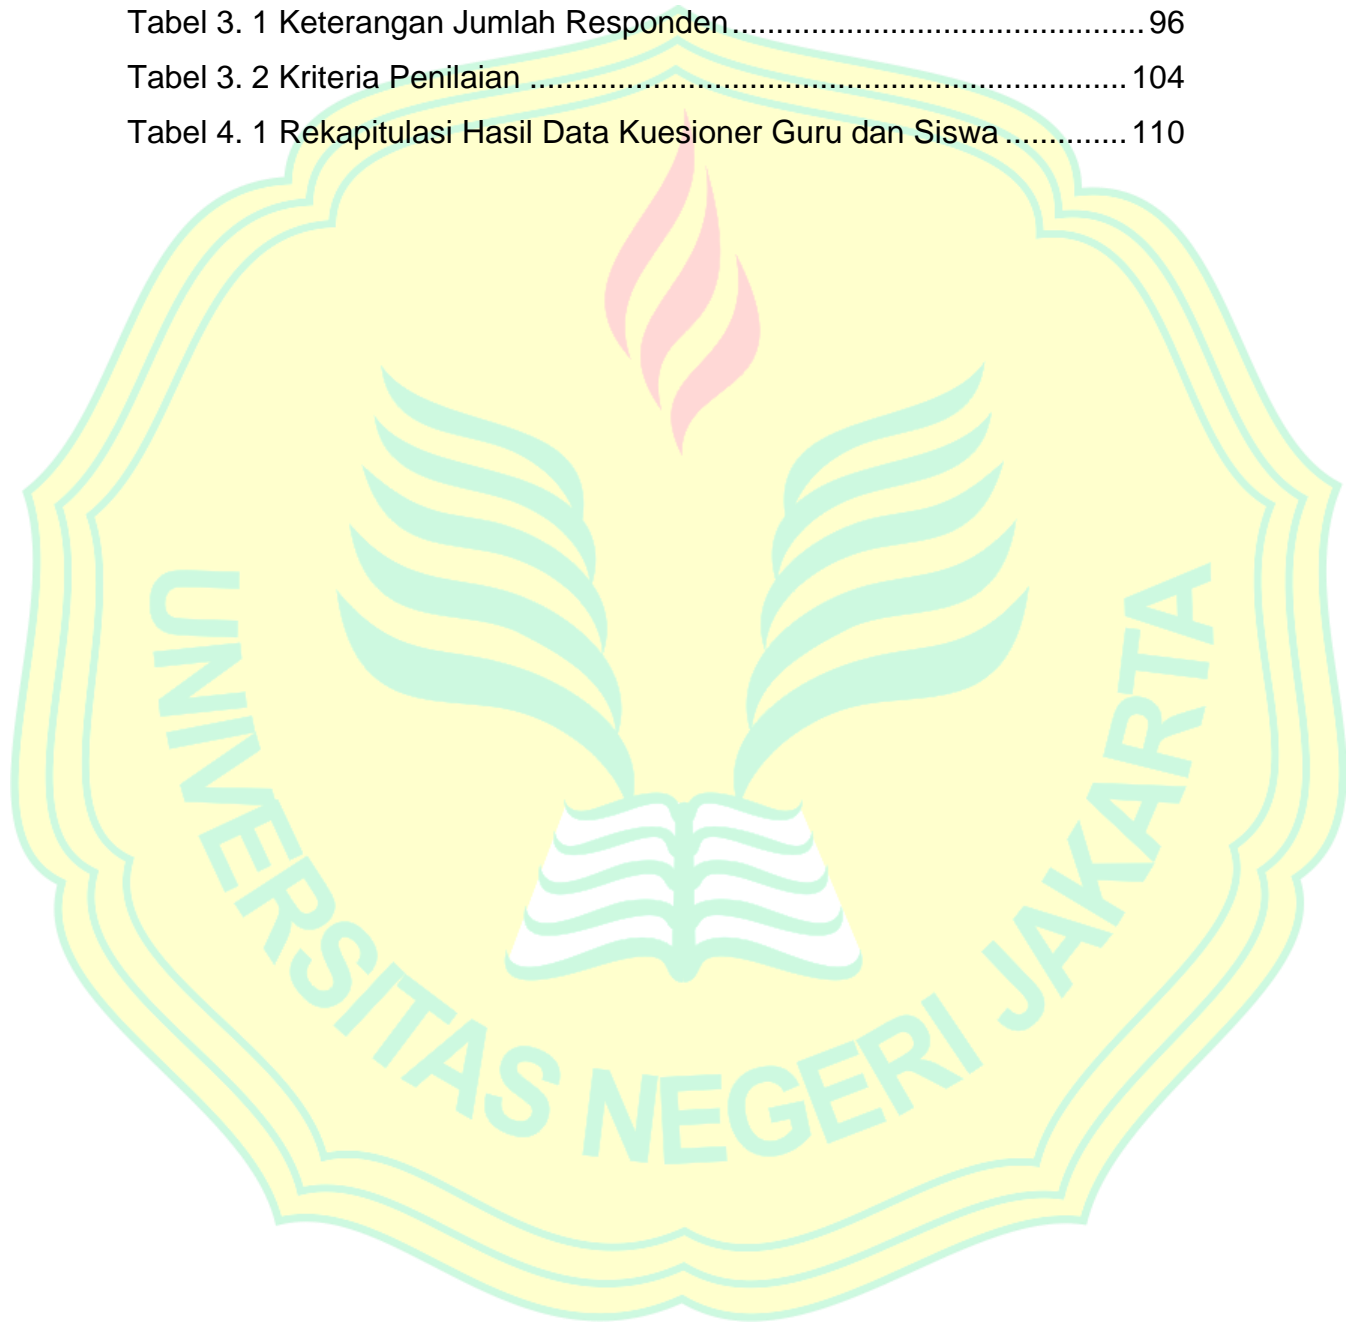 Tabel 3. 1 Keterangan Jumlah Responden............................................... 96
Tabel 3. 2 Kriteria Penilaian .................................................................... 104
Tabel 4. 1 Rekapitulasi Hasil Data Kuesioner Guru dan Siswa .............. 110
UNIVERSITAS NEGERI JAKARTA